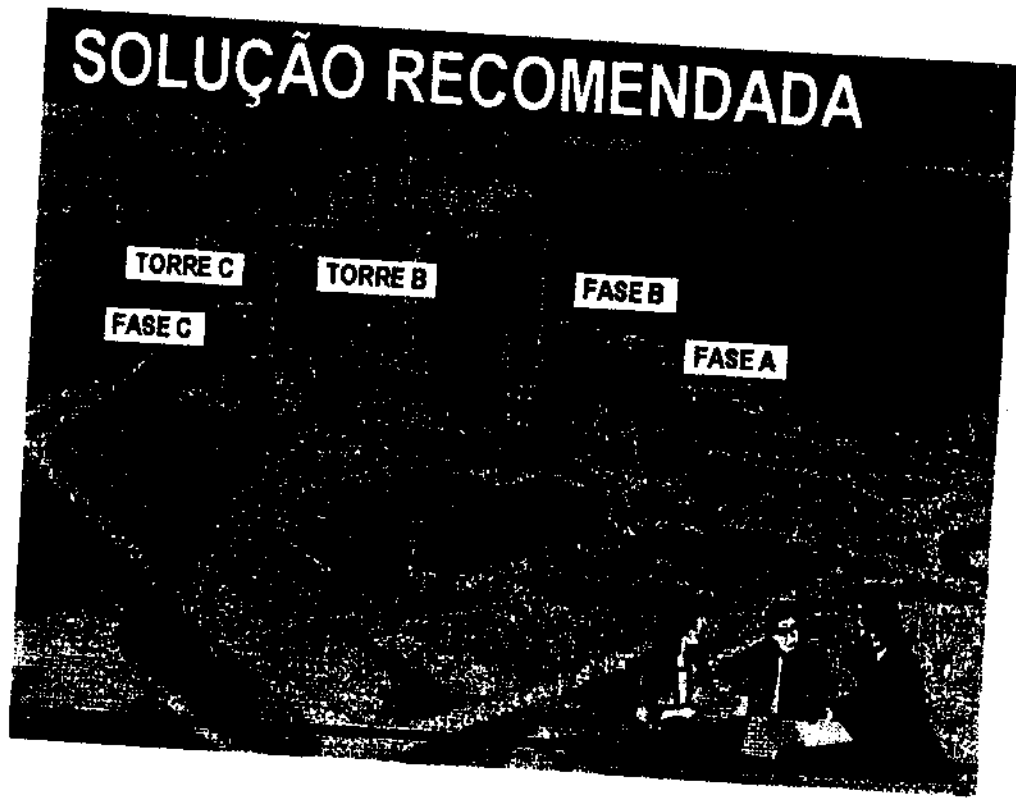 SOLUÇÃO RECOMENDADA
TORRE C
TORRE B
FASE B
FASE C
FASE A